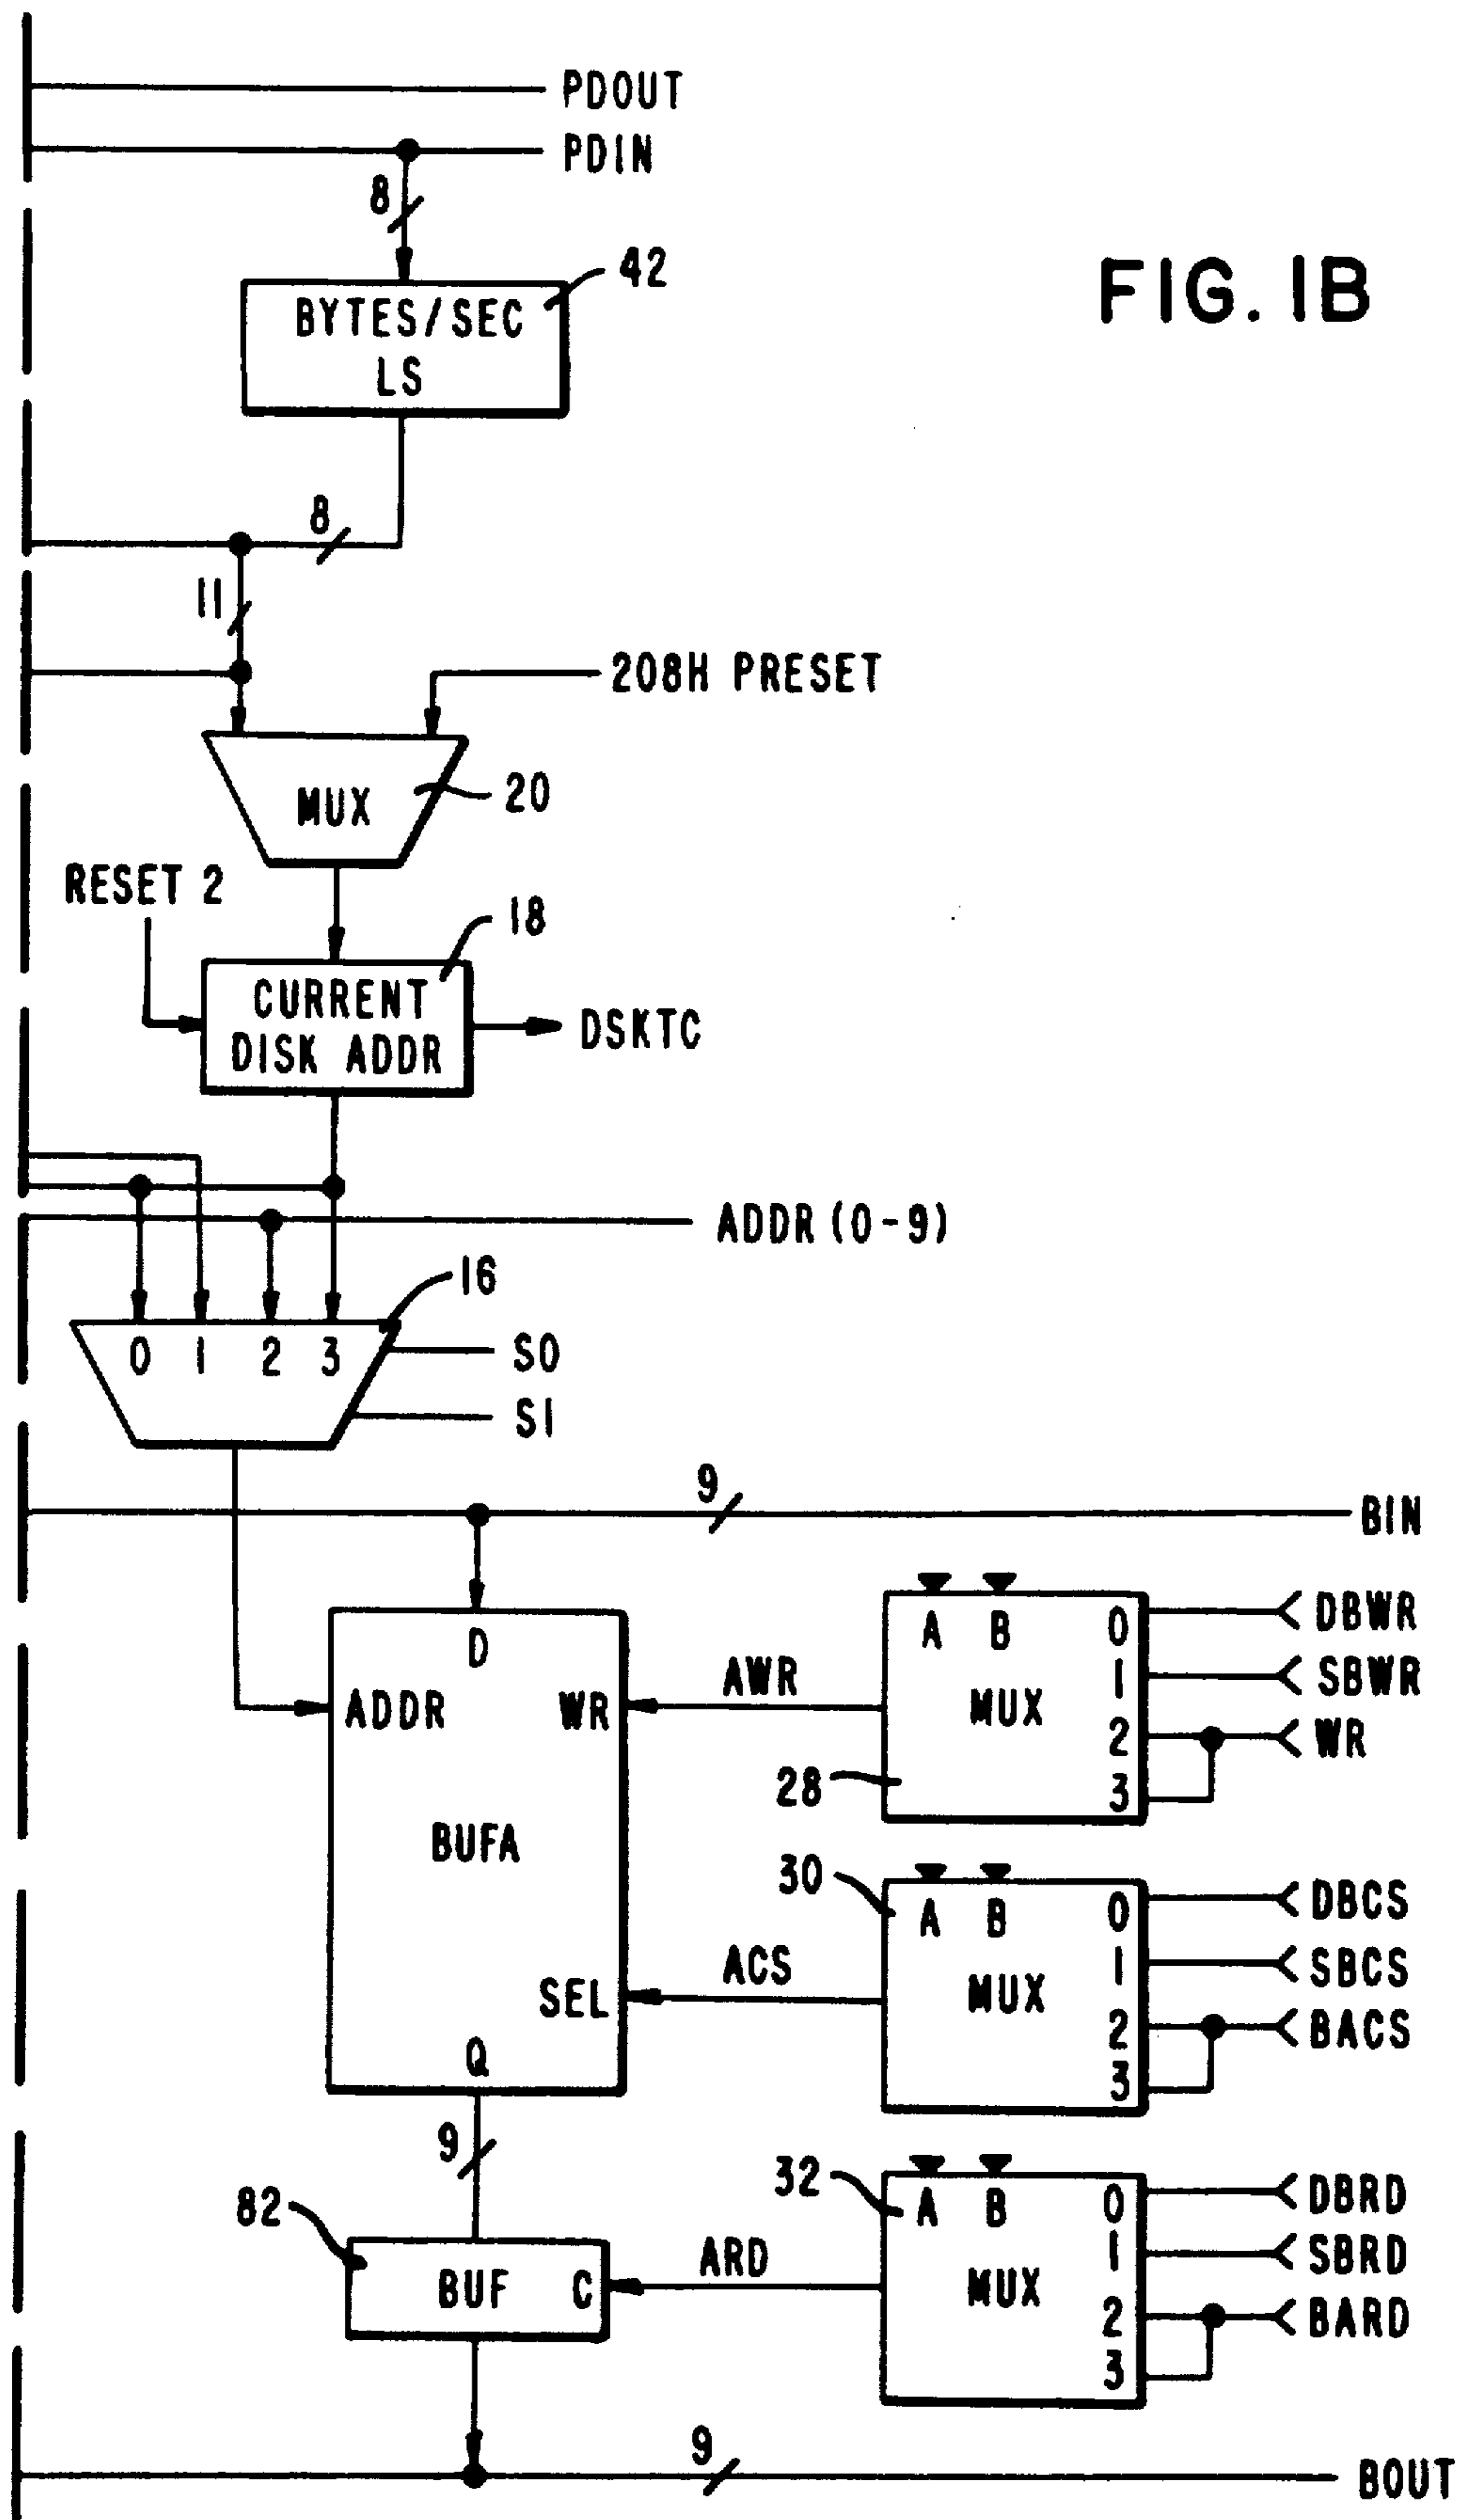 PDOUT
PDIN
8
42
FIG. 1B
BYTES/SEC
LS
8
11
208H PRESET
MUX
20
RESET 2
18
CURRENT
DISK ADDR
DSKTC
ADDR (0-9)
16
0 1 2 3
S0
S1
9
BIN
D
ADDR
WR
BUFA
SEL
Q
AWR
A B
MUX
0
1
2
3
28
DBWR
SBWR
WR
30
ACS
A B
MUX
0
1
2
3
DBCS
SBCS
BACS
9
82
BUF C
32
ARD
A B
MUX
0
1
2
3
DBRD
SBRD
BARD
9
BOUT